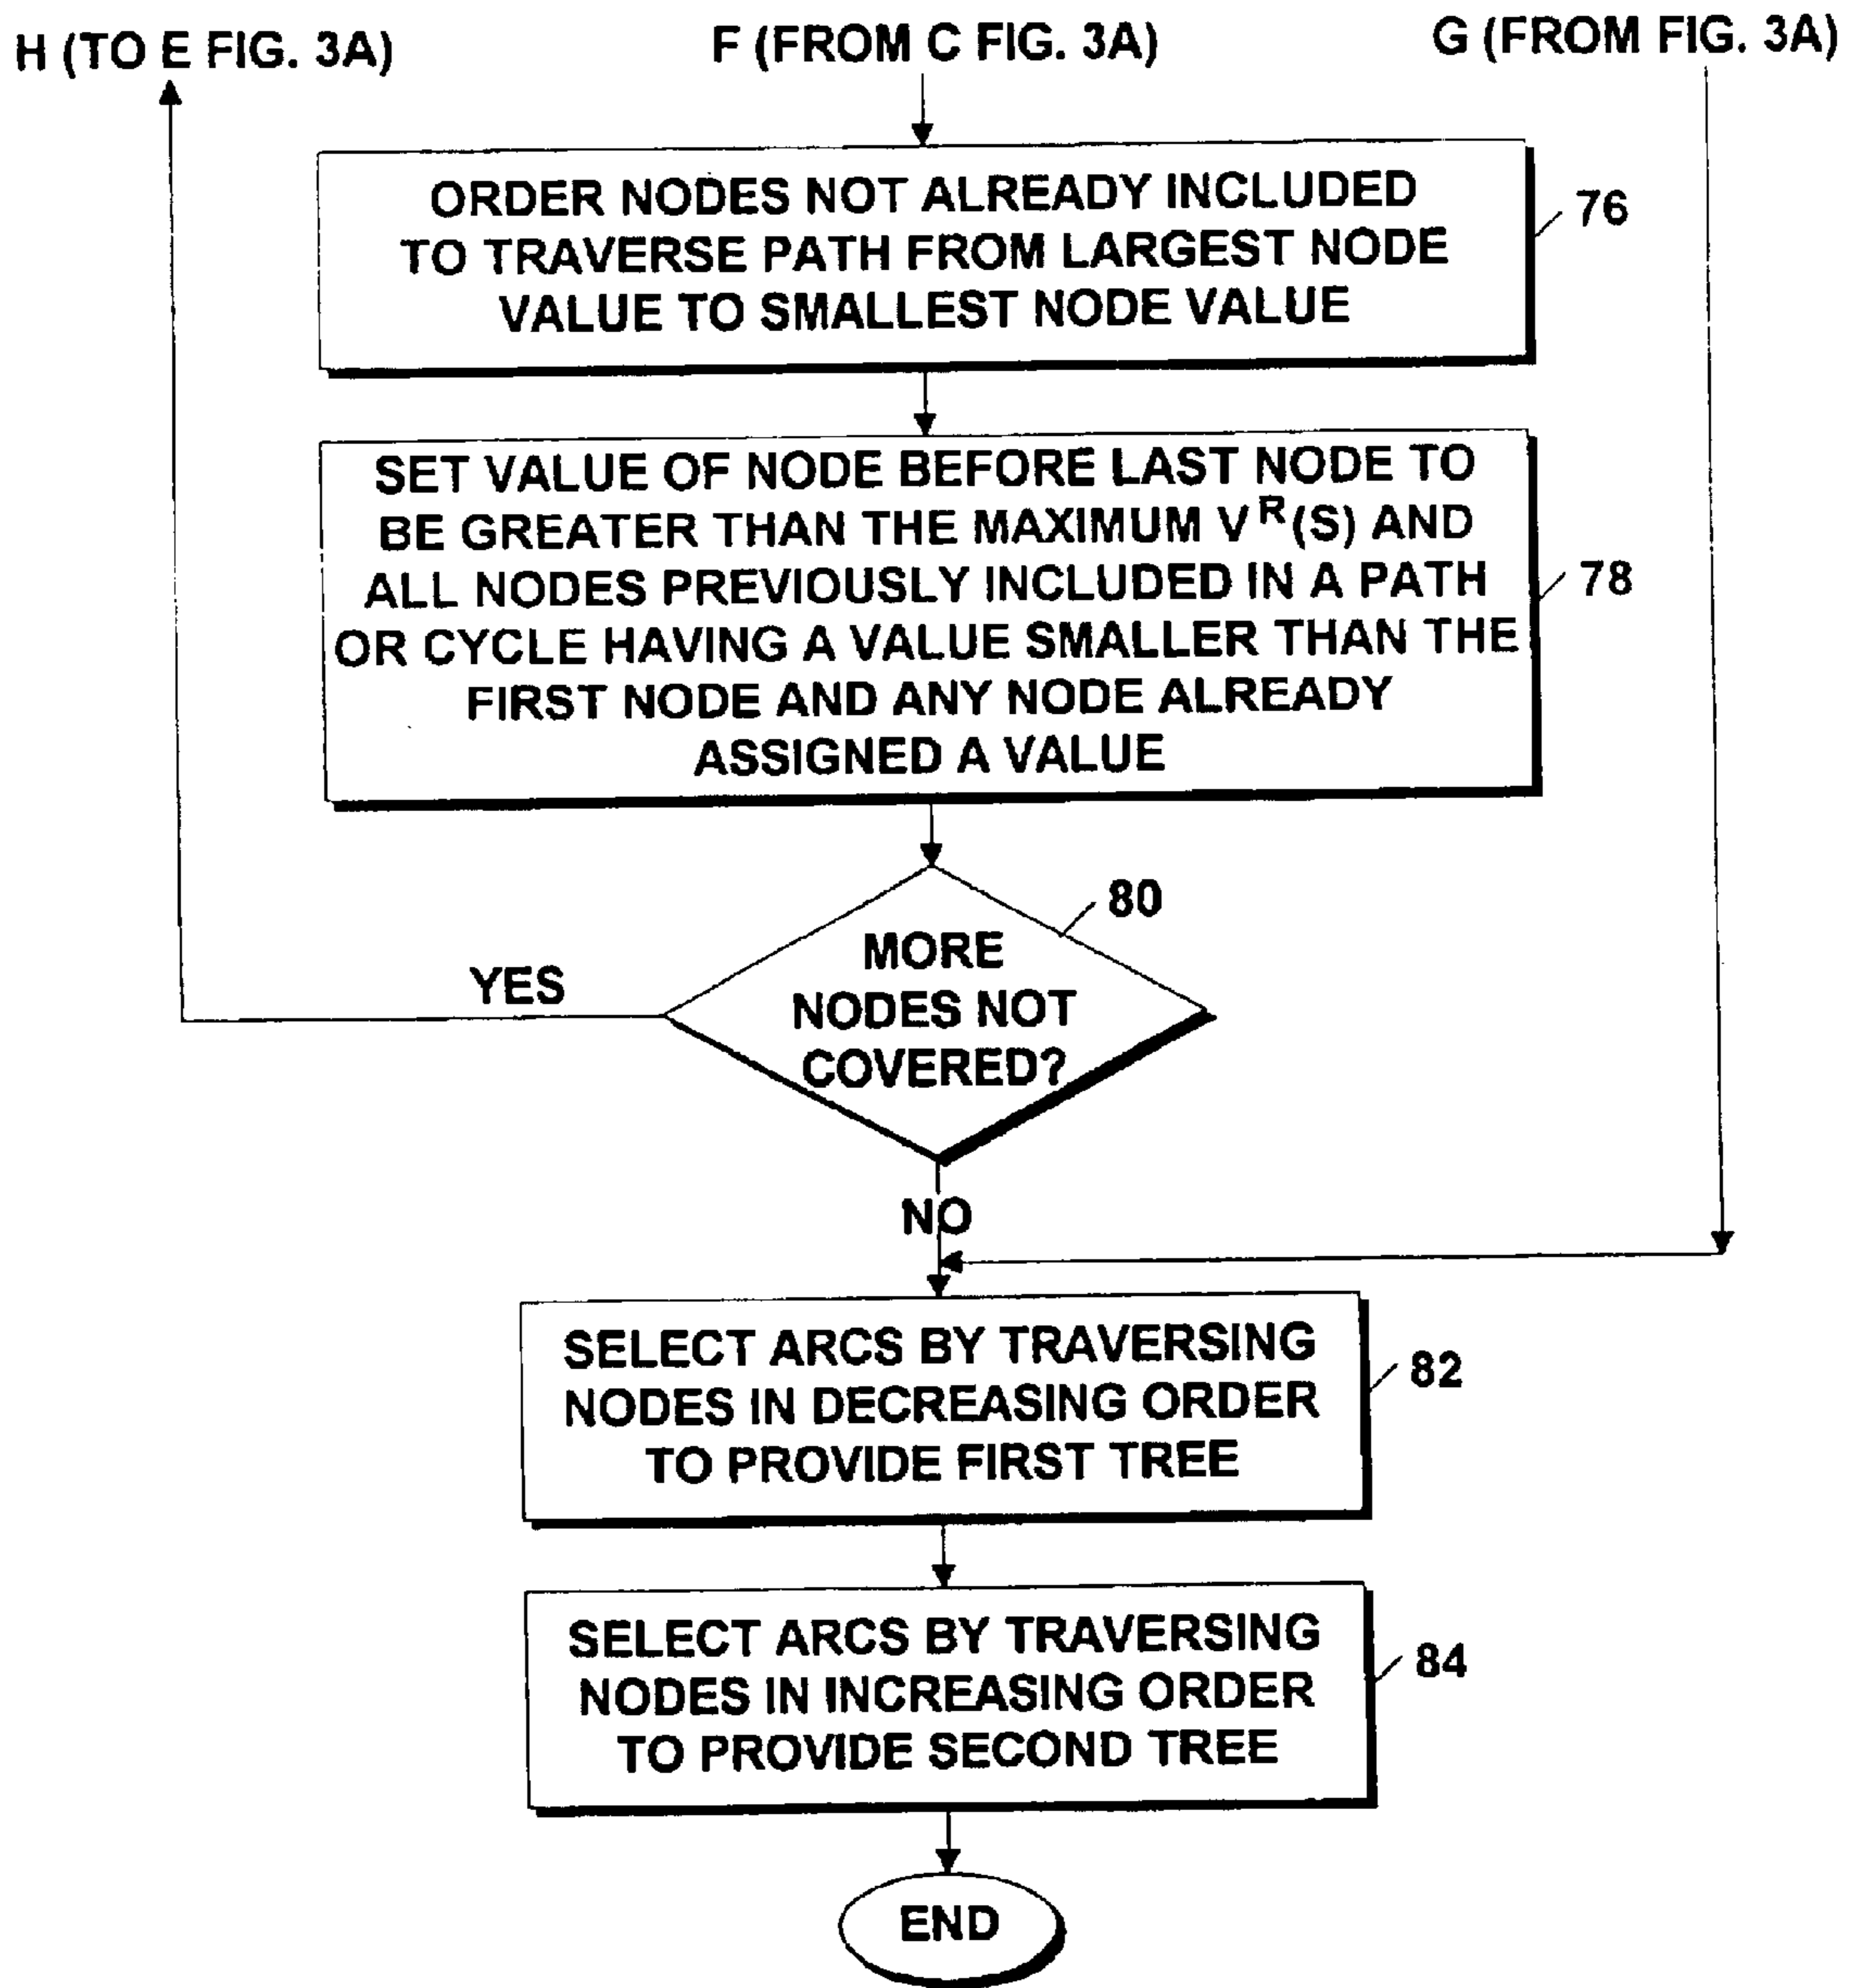 H (TO E FIG. 3A)
F (FROM C FIG. 3A)
G (FROM FIG. 3A)
ORDER NODES NOT ALREADY INCLUDED
TO TRAVERSE PATH FROM LARGEST NODE
VALUE TO SMALLEST NODE VALUE
76
SET VALUE OF NODE BEFORE LAST NODE TO
BE GREATER THAN THE MAXIMUM V^R(S) AND
ALL NODES PREVIOUSLY INCLUDED IN A PATH
OR CYCLE HAVING A VALUE SMALLER THAN THE
FIRST NODE AND ANY NODE ALREADY
ASSIGNED A VALUE
78
80
MORE
NODES NOT
COVERED?
YES
NO
SELECT ARCS BY TRAVERSING
NODES IN DECREASING ORDER
TO PROVIDE FIRST TREE
82
SELECT ARCS BY TRAVERSING
NODES IN INCREASING ORDER
TO PROVIDE SECOND TREE
84
END